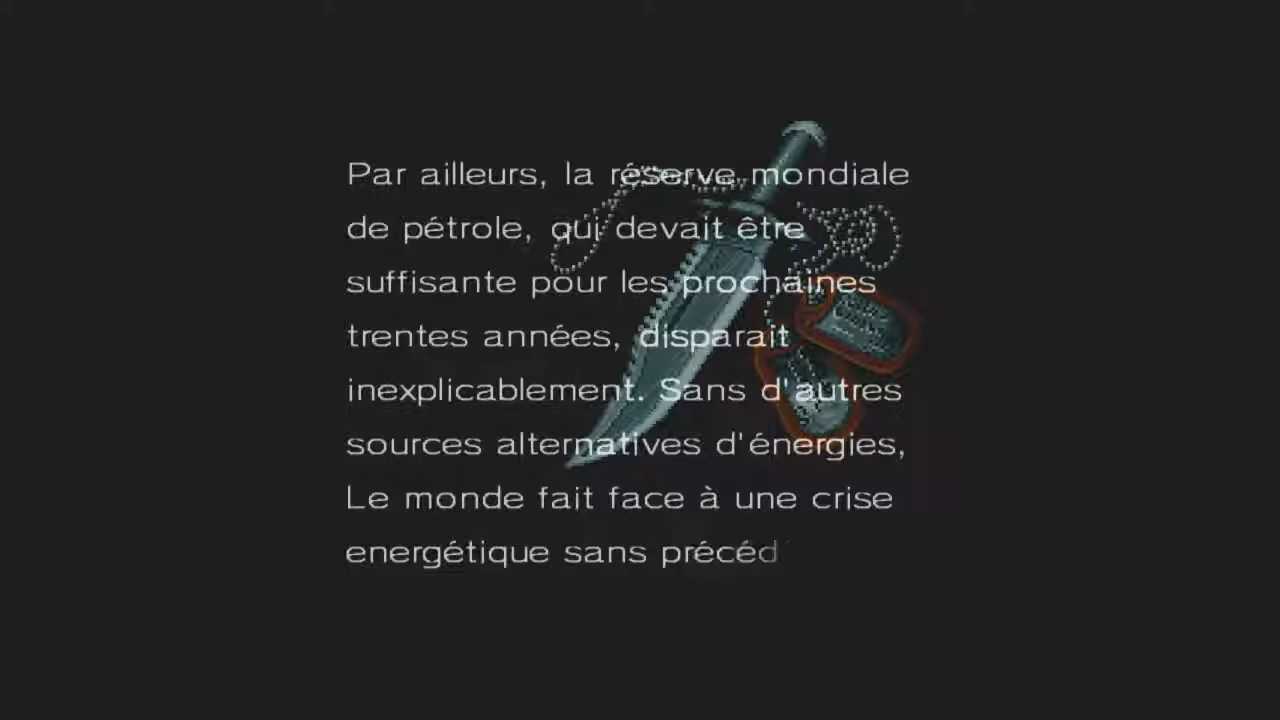 Par ailleurs, la réserve mondiale
de pétrole, qui devait être
suffisante pour les prochaines
trentes années, disparait
inexplicablement. Sans d'autres
sources alternatives d'énergies,
Le monde fait face à une crise
energétique sans précéd